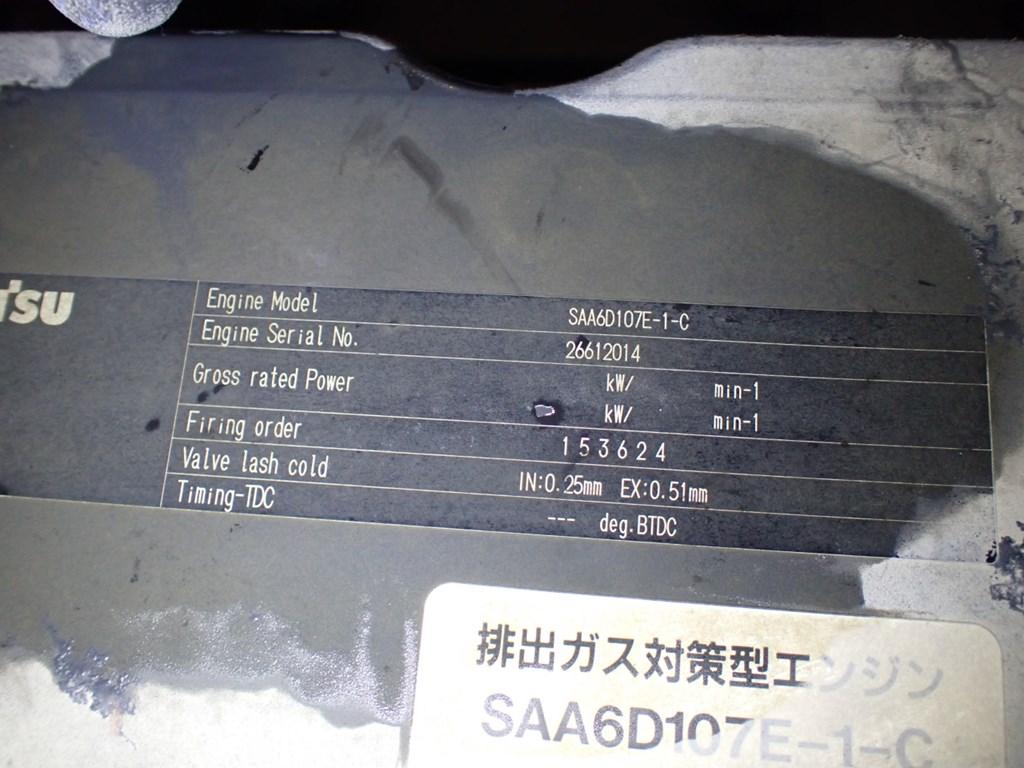 TSU
Engine Model SAA6D107E-1-C
Engine Serial No. 26612014
Gross rated Power kW/ min-1
kW/ min-1
Firing order 1 5 3 6 2 4
Valve lash cold IN:0.25mm EX:0.51mm
Timing-TDC --- deg.BTDC
排出ガス対策型エンジン
SAA6D107E-1-C